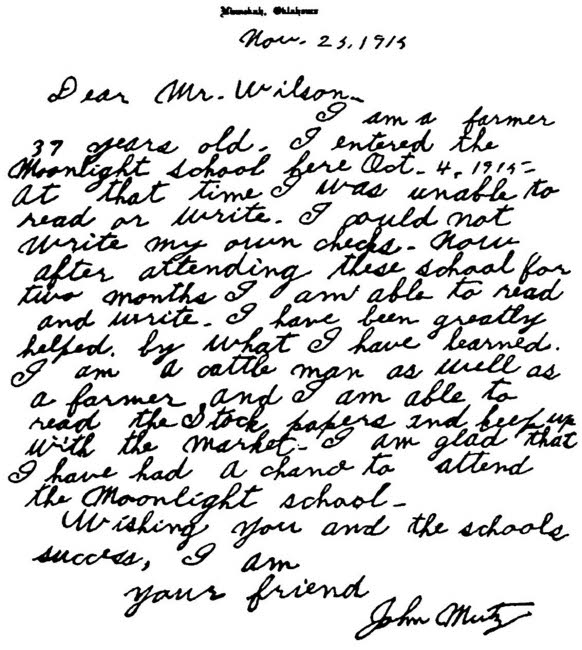 Oklahoma
Nov. 23, 1915
Dear Mr. Wilson-
I am a farmer
37 years old. I entered the
Moonlight school here Oct. 4, 1915-
At that time I was unable to
read or write. I could not
write my own checks. Now
after attending these school for
two months I am able to read
and write. I have been greatly
helped. by what I have learned.
I am a cattle man as well as
a farmer and I am able to
read the Stock papers and keep up
with the market. I am glad that
I have had a chance to attend
the Moonlight school-
Wishing you and the schools
success, I am
your friend
John Mutz